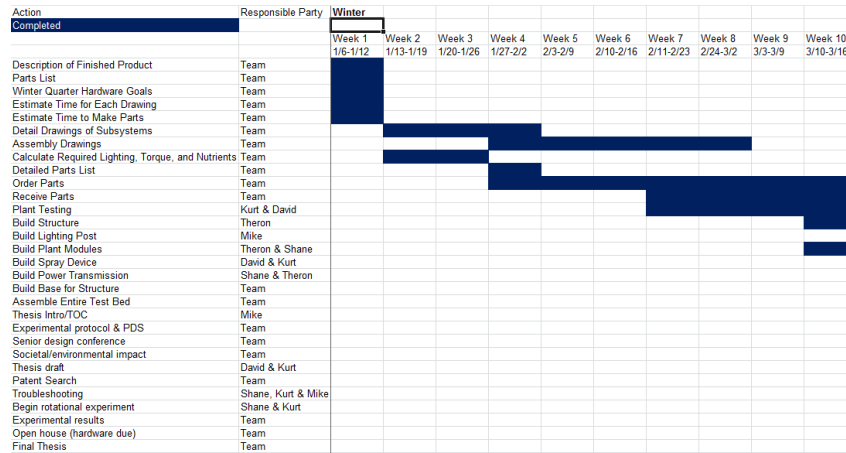 Action Responsible Party Winter
Completed
Week 1 Week 2 Week 3 Week 4 Week 5 Week 6 Week 7 Week 8 Week 9 Week 10
1/6-1/12 1/13-1/19 1/20-1/26 1/27-2/2 2/3-2/9 2/10-2/16 2/11-2/23 2/24-3/2 3/3-3/9 3/10-3/16
Description of Finished Product Team
Parts List Team
Winter Quarter Hardware Goals Team
Estimate Time for Each Drawing Team
Estimate Time to Make Parts Team
Detail Drawings of Subsystems Team
Assembly Drawings Team
Calculate Required Lighting, Torque, and Nutrients Team
Detailed Parts List Team
Order Parts Team
Receive Parts Team
Plant Testing Kurt & David
Build Structure Theron
Build Lighting Post Mike
Build Plant Modules Theron & Shane
Build Spray Device David & Kurt
Build Power Transmission Shane & Theron
Build Base for Structure Team
Assemble Entire Test Bed Team
Thesis Intro/TOC Mike
Experimental protocol & PDS Team
Senior design conference Team
Societal/environmental impact Team
Thesis draft David & Kurt
Patent Search Team
Troubleshooting Shane, Kurt & Mike
Begin rotational experiment Shane & Kurt
Experimental results Team
Open house (hardware due) Team
Final Thesis Team